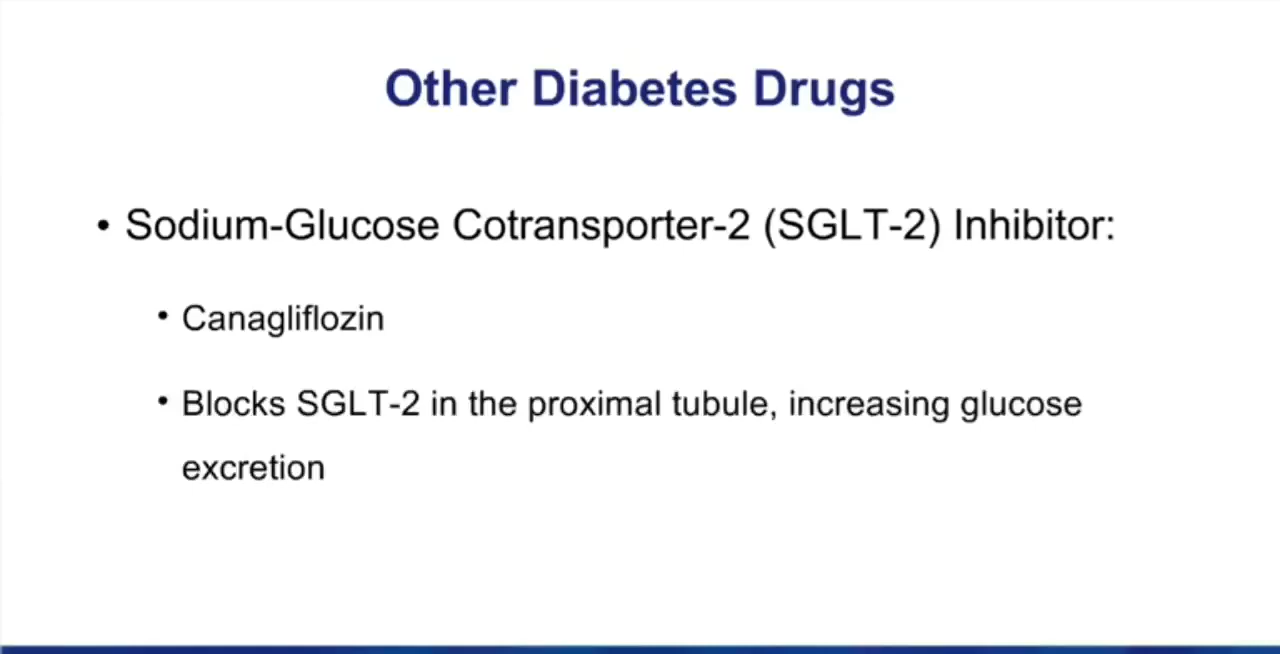 Other Diabetes Drugs
• Sodium-Glucose Cotransporter-2 (SGLT-2) Inhibitor:
• Canagliflozin
• Blocks SGLT-2 in the proximal tubule, increasing glucose
excretion